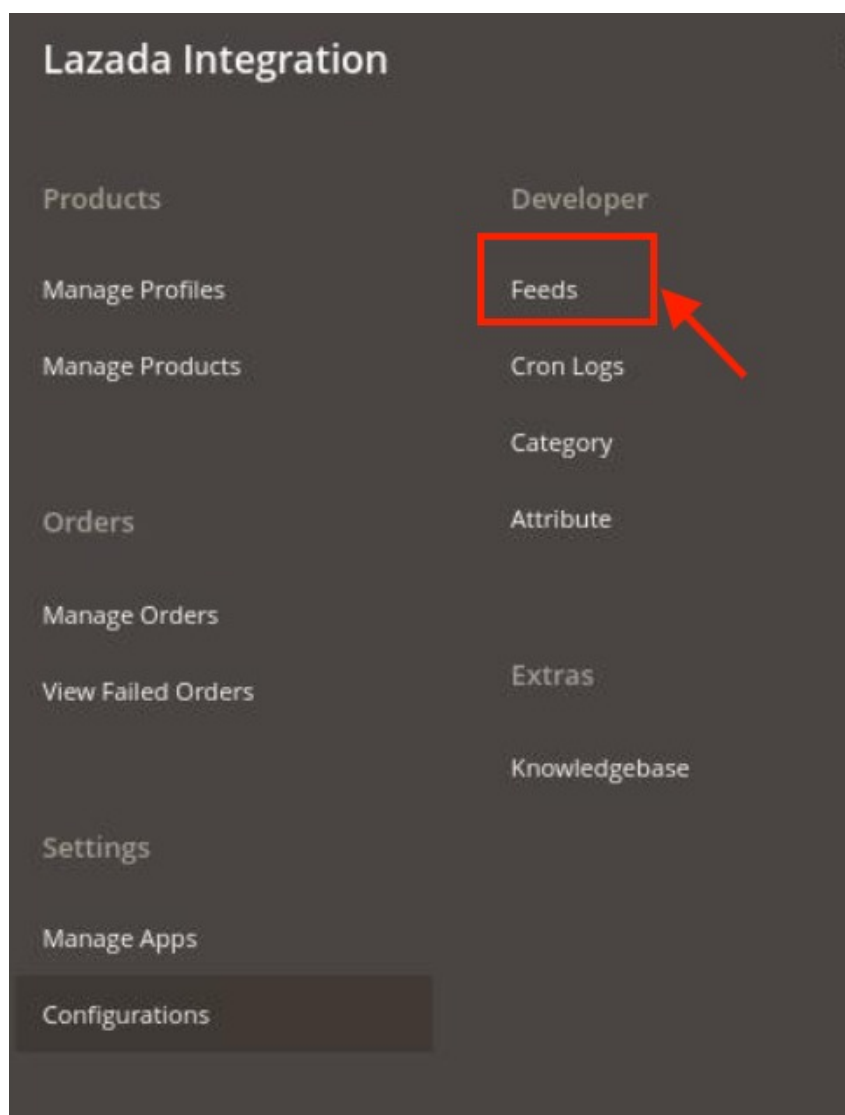 Lazada Integration
Products
Manage Profiles
Manage Products
Orders
Manage Orders
View Failed Orders
Settings
Manage Apps
Configurations
Developer
Feeds
Cron Logs
Category
Attribute
Extras
Knowledgebase